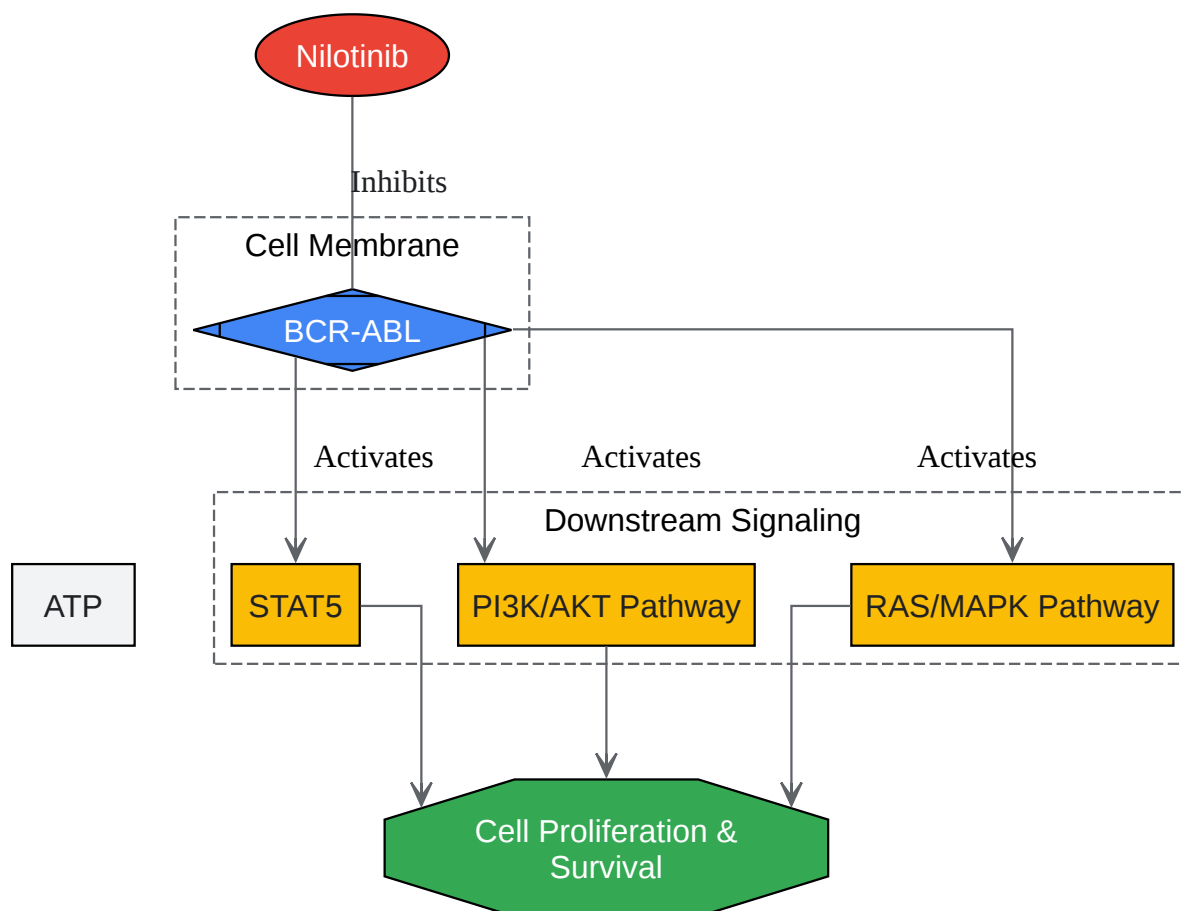 Nilotinib
Inhibits
Cell Membrane
BCR-ABL
Activates
Activates
Activates
Downstream Signaling
ATP
STAT5
PI3K/AKT Pathway
RAS/MAPK Pathway
Cell Proliferation &
Survival